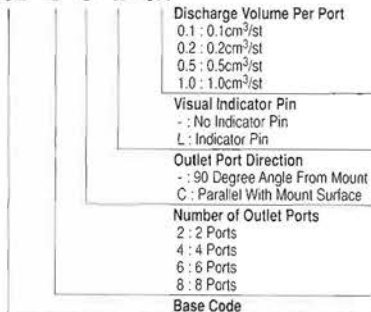 Discharge Volume Per Port
0.1 : 0.1cm³/st
0.2 : 0.2cm³/st
0.5 : 0.5cm³/st
1.0 : 1.0cm³/st
Visual Indicator Pin
- : No Indicator Pin
L : Indicator Pin
Outlet Port Direction
- : 90 Degree Angle From Mount
C : Parallel With Mount Surface
Number of Outlet Ports
2 : 2 Ports
4 : 4 Ports
6 : 6 Ports
8 : 8 Ports
Base Code